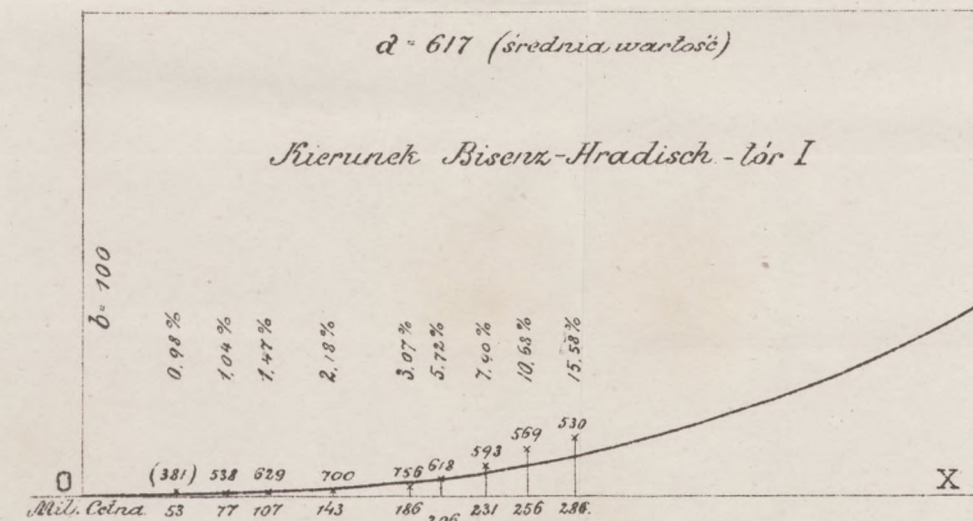 a = 617 (średnia wartość)
Kierunek Bisenz-Hradisch - tór I
b = 100
0,98% 1,04% 1,47% 2,18% 3,07% 5,72% 7,40% 10,63% 15,58%
(381) 538 629 700 756 618 593 569 530
O X
Mil. Cetna. 53 77 107 143 186 206 231 256 286.